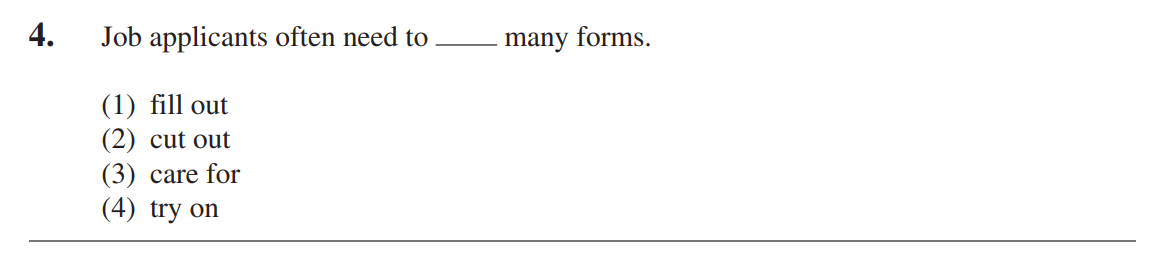 4. Job applicants often need to ____ many forms.
(1) fill out
(2) cut out
(3) care for
(4) try on